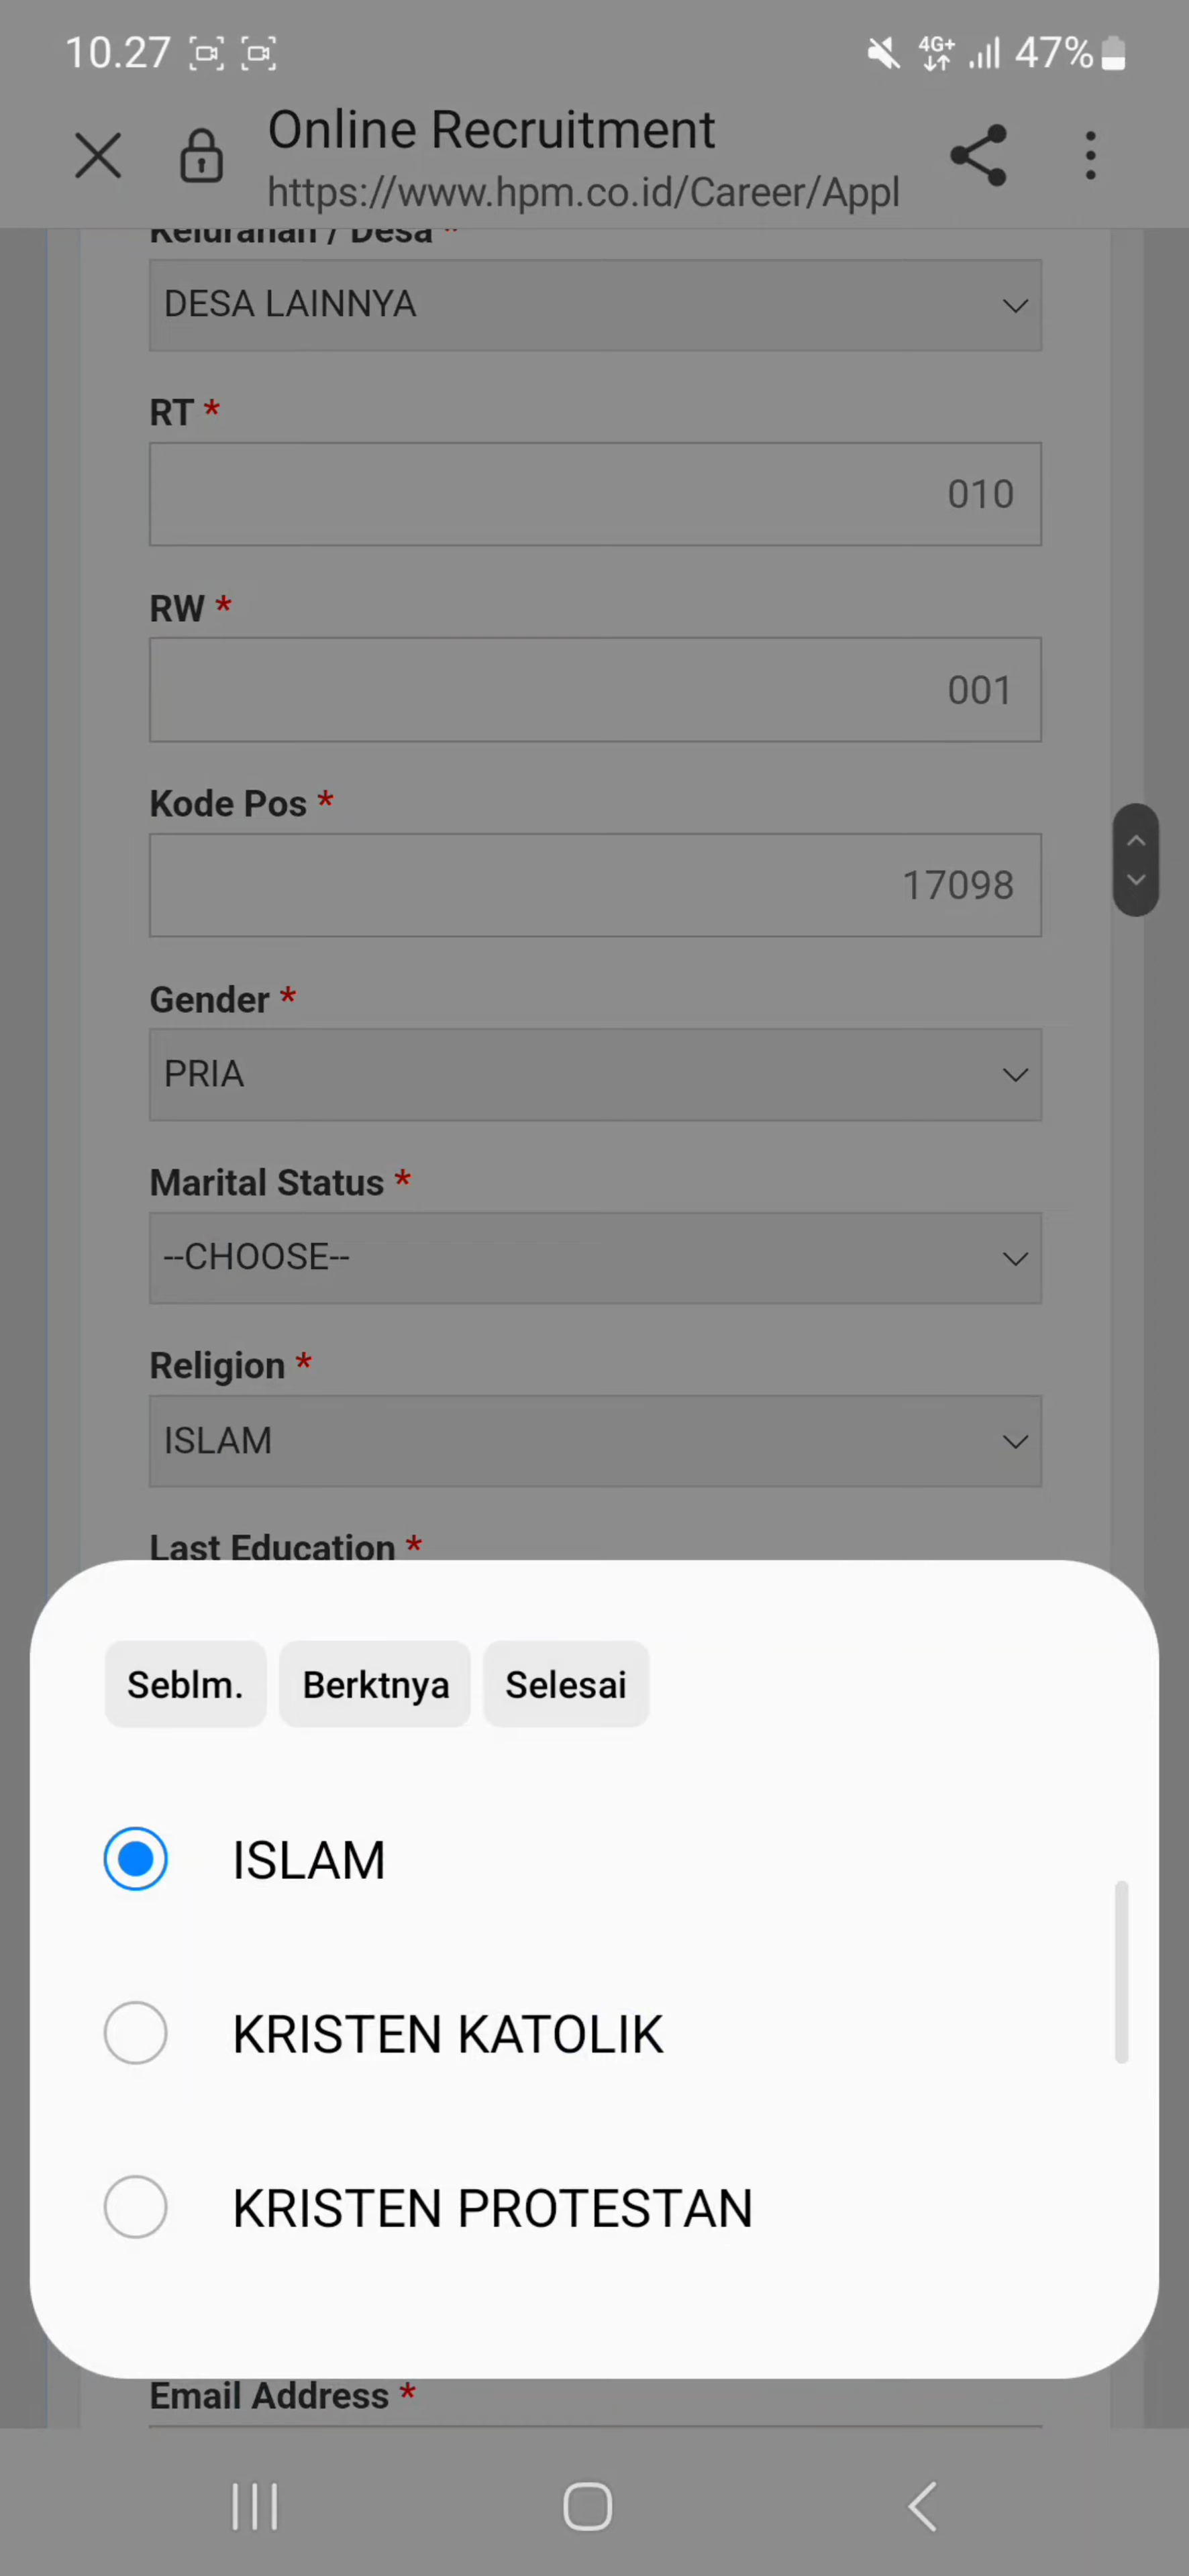 10.27
4G+
47%
Online Recruitment
https://www.hpm.co.id/Career/Appl
Kelurahan / Desa *
DESA LAINNYA
RT *
010
RW *
001
Kode Pos *
17098
Gender *
PRIA
Marital Status *
--CHOOSE--
Religion *
ISLAM
Last Education *
Seblm.
Berktnya
Selesai
ISLAM
KRISTEN KATOLIK
KRISTEN PROTESTAN
Email Address *